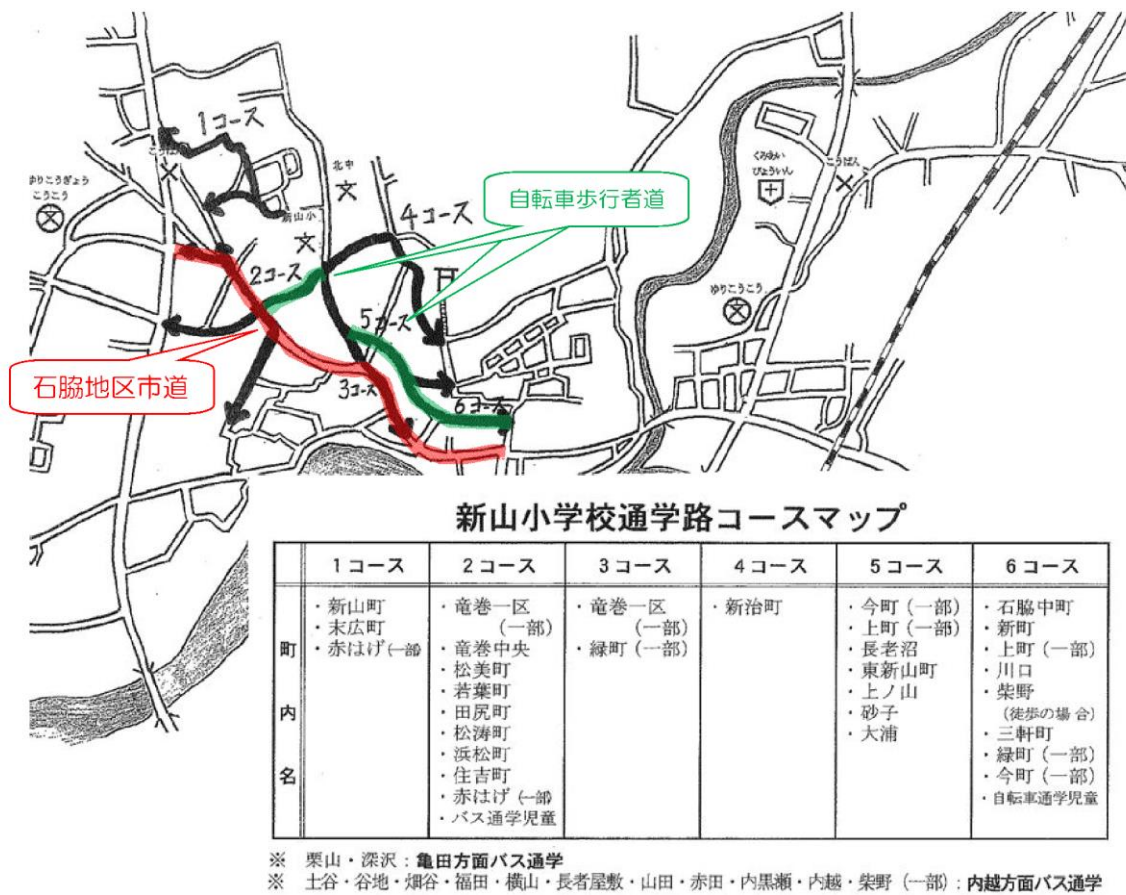 1コース
北中
ゆりこうぎょう
こうこう
新山小
4コース
自転車歩行者道
くみあい
びょういん
こうばん
2コース
5コース
ゆりこうこう
石脇地区市道
3コース
6コース
新山小学校通学路コースマップ
町内名
1コース
・新山町
・末広町
・赤はげ(一部)
2コース
・竜巻一区
(一部)
・竜巻中央
・松美町
・若葉町
・田尻町
・松涛町
・浜松町
・住吉町
・赤はげ(一部)
・バス通学児童
3コース
・竜巻一区
(一部)
・緑町(一部)
4コース
・新治町
5コース
・今町(一部)
・上町(一部)
・長老沼
・東新山町
・上ノ山
・砂子
・大浦
6コース
・石脇中町
・新町
・上町(一部)
・川口
・柴野
(徒歩の場合)
・三軒町
・緑町(一部)
・今町(一部)
・自転車通学児童
※ 栗山・深沢:亀田方面バス通学
※ 土谷・谷地・畑谷・福田・横山・長者屋敷・山田・赤田・内黒瀬・内越・柴野(一部):内越方面バス通学